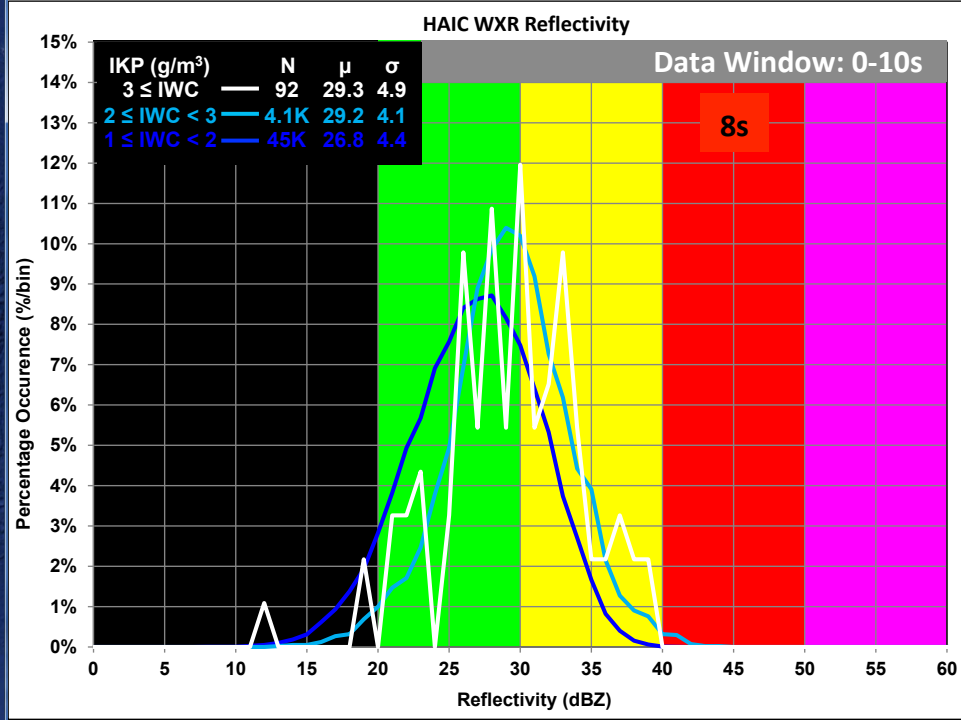 HAIC WXR Reflectivity
Data Window: 0-10s
8s
IKP (g/m³) N μ σ
3 ≤ IWC 92 29.3 4.9
2 ≤ IWC < 3 4.1K 29.2 4.1
1 ≤ IWC < 2 45K 26.8 4.4
Percentage Occurence (%/bin)
15%
14%
13%
12%
11%
10%
9%
8%
7%
6%
5%
4%
3%
2%
1%
0%
0 5 10 15 20 25 30 35 40 45 50 55 60
Reflectivity (dBZ)